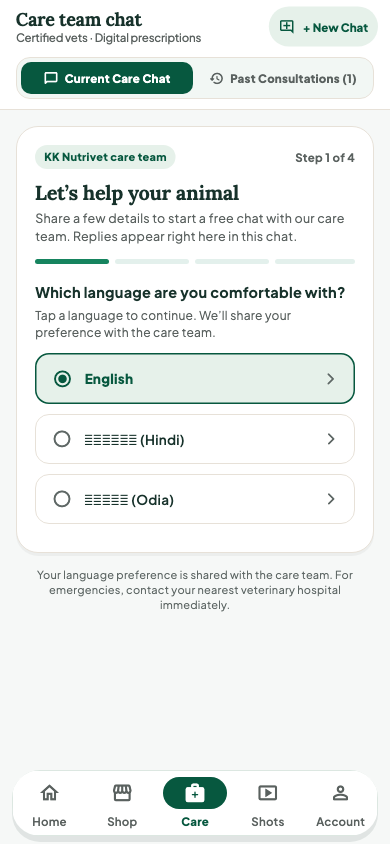 Care team chat
Certified vets · Digital prescriptions
+ New Chat
Current Care Chat
Past Consultations (1)
KK Nutrivet care team
Step 1 of 4
Let's help your animal
Share a few details to start a free chat with our care
team. Replies appear right here in this chat.
Which language are you comfortable with?
Tap a language to continue. We'll share your
preference with the care team.
English
(Hindi)
(Odia)
Your language preference is shared with the care team. For
emergencies, contact your nearest veterinary hospital
immediately.
Home
Shop
Care
Shots
Account